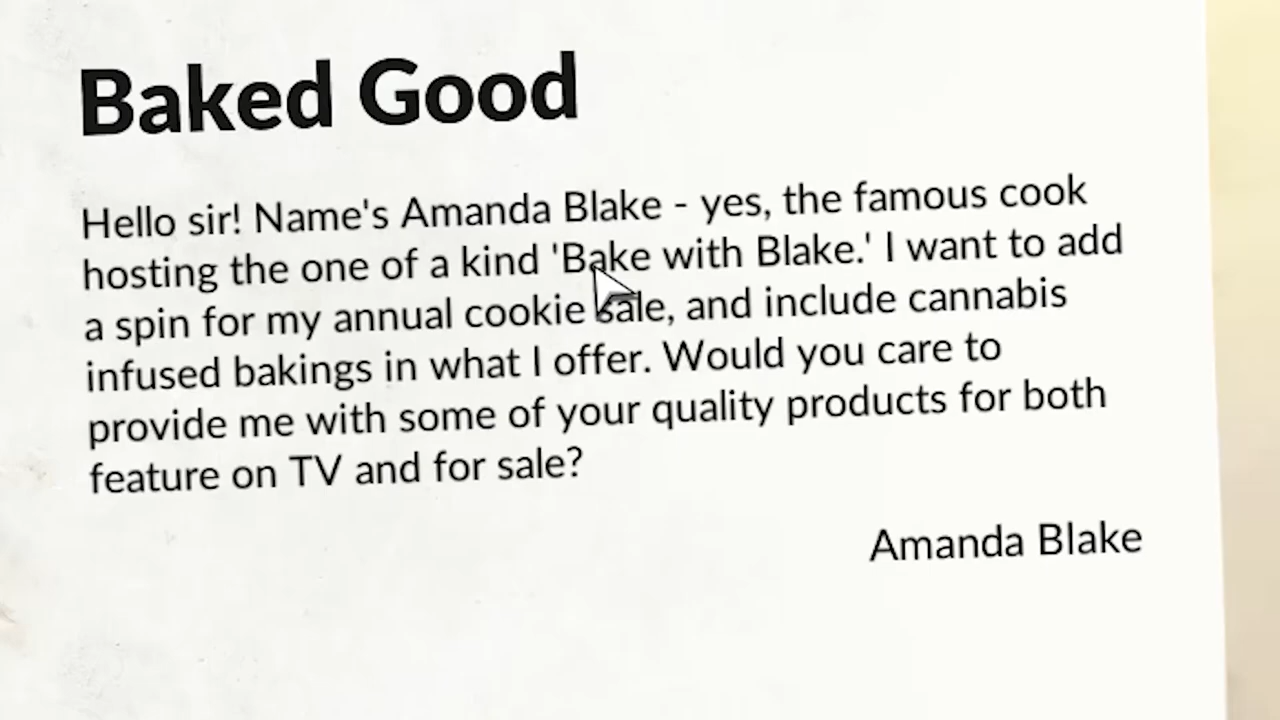 Baked Good
Hello sir! Name's Amanda Blake - yes, the famous cook
hosting the one of a kind 'Bake with Blake.' I want to add
a spin for my annual cookie sale, and include cannabis
infused bakings in what I offer. Would you care to
provide me with some of your quality products for both
feature on TV and for sale?
Amanda Blake